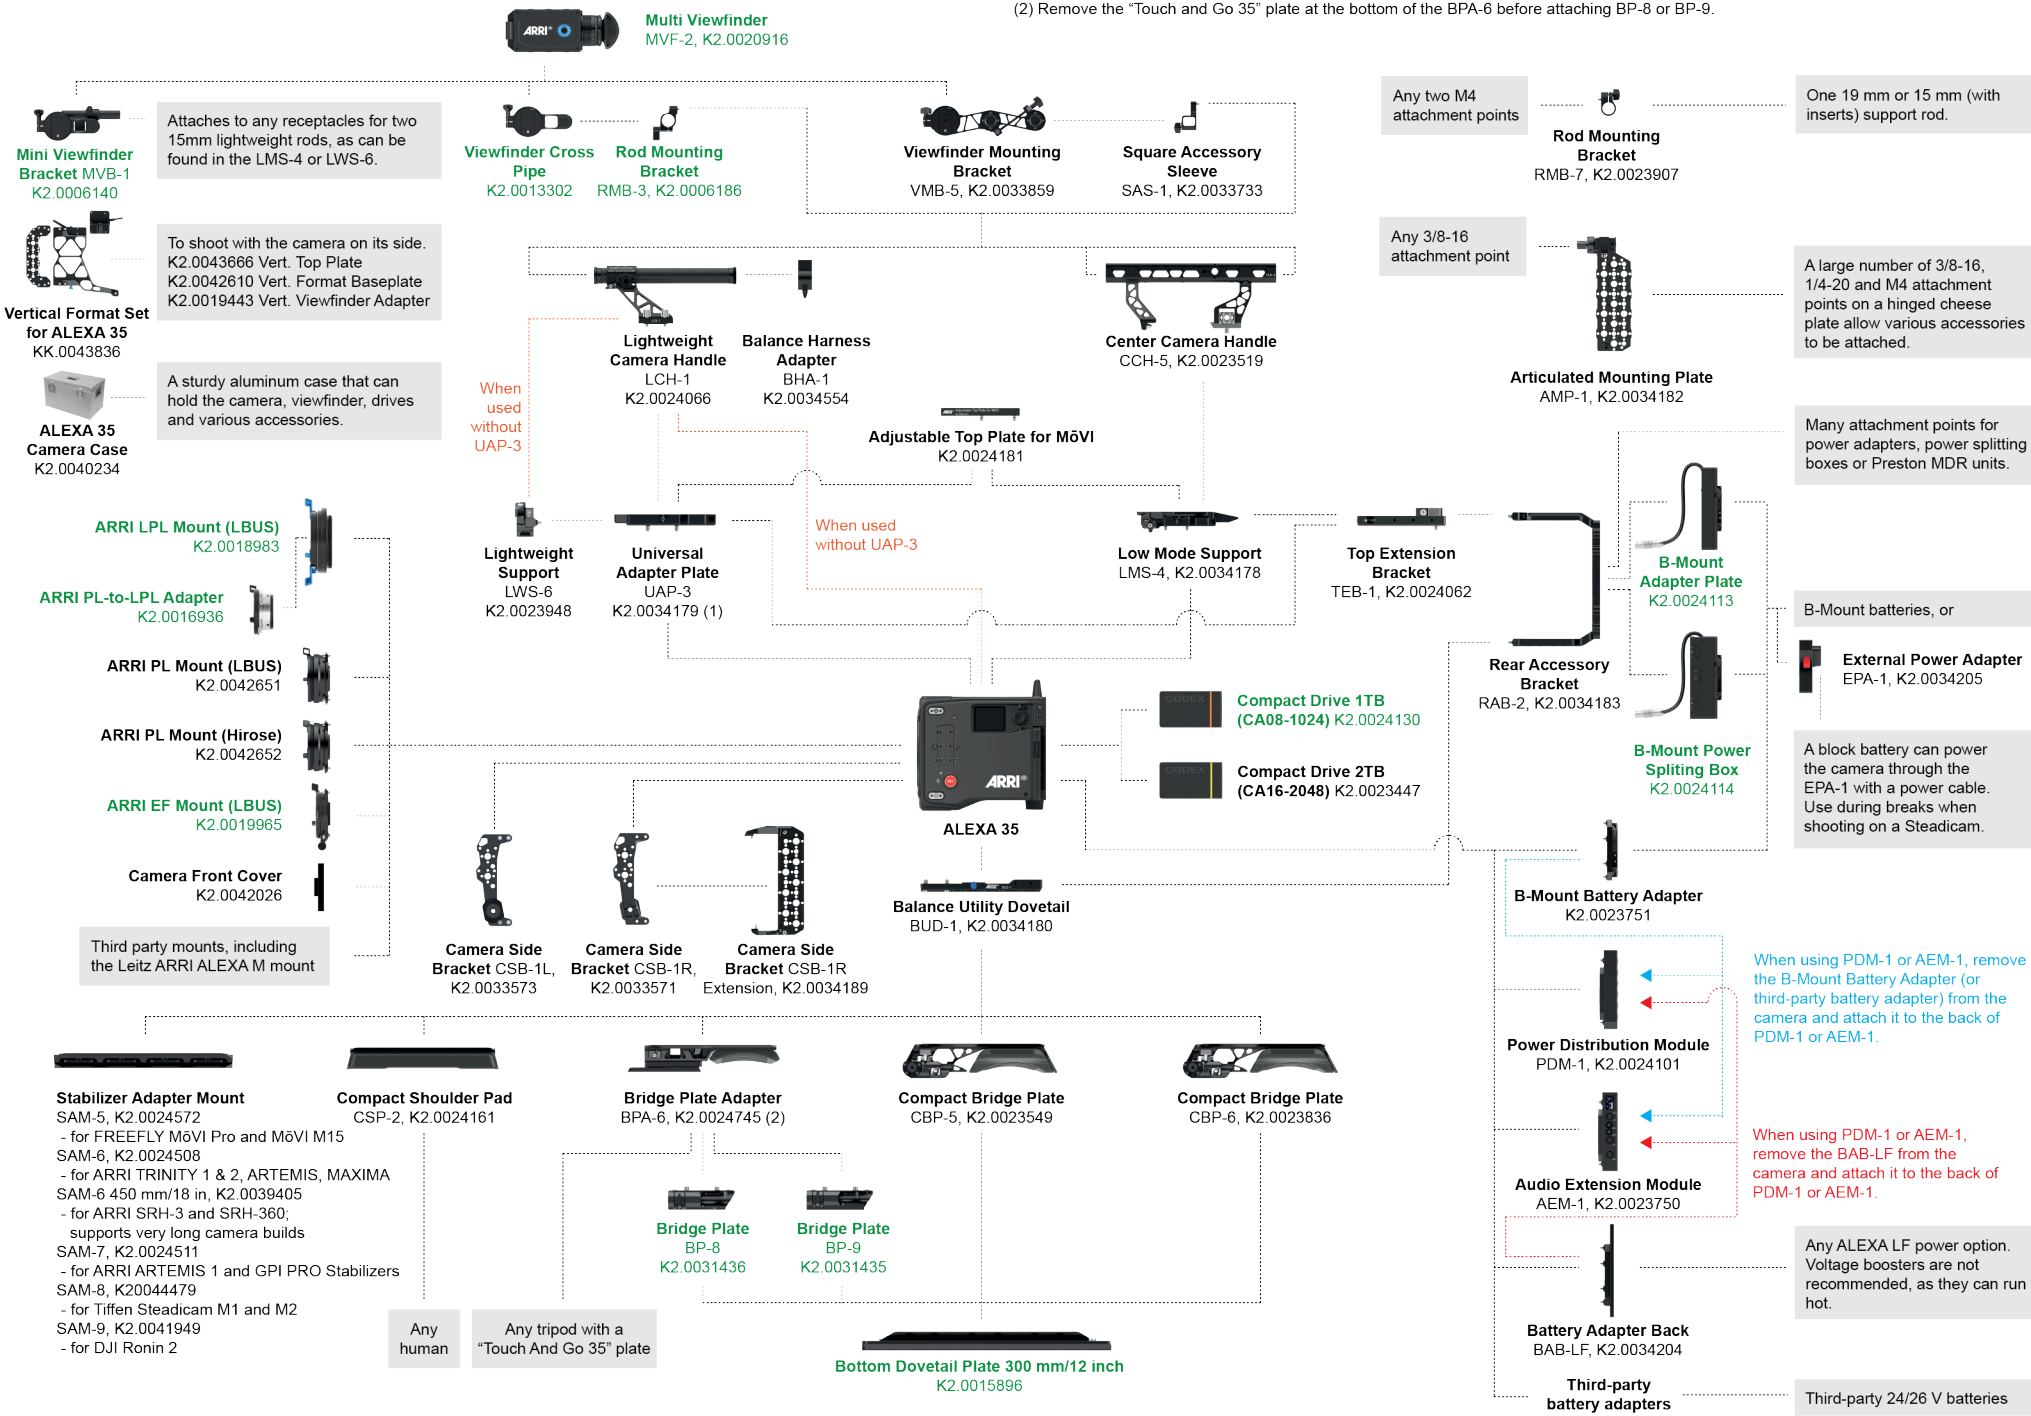 (2) Remove the “Touch and Go 35” plate at the bottom of the BPA-6 before attaching BP-8 or BP-9.
Multi Viewfinder
MVF-2, K2.0020916
ARRI
Mini Viewfinder
Bracket MVB-1
K2.0006140
Attaches to any receptacles for two
15mm lightweight rods, as can be
found in the LMS-4 or LWS-6.
Viewfinder Cross
Pipe
K2.0013302
Rod Mounting
Bracket
RMB-3, K2.0006186
Viewfinder Mounting
Bracket
VMB-5, K2.0033859
Square Accessory
Sleeve
SAS-1, K2.0033733
Any two M4
attachment points
Rod Mounting
Bracket
RMB-7, K2.0023907
One 19 mm or 15 mm (with
inserts) support rod.
Vertical Format Set
for ALEXA 35
KK.0043836
To shoot with the camera on its side.
K2.0043666 Vert. Top Plate
K2.0042610 Vert. Format Baseplate
K2.0019443 Vert. Viewfinder Adapter
Lightweight
Camera Handle
LCH-1
K2.0024066
Balance Harness
Adapter
BHA-1
K2.0034554
Center Camera Handle
CCH-5, K2.0023519
Any 3/8-16
attachment point
Articulated Mounting Plate
AMP-1, K2.0034182
A large number of 3/8-16,
1/4-20 and M4 attachment
points on a hinged cheese
plate allow various accessories
to be attached.
ALEXA 35
Camera Case
K2.0040234
A sturdy aluminum case that can
hold the camera, viewfinder, drives
and various accessories.
When
used
without
UAP-3
Adjustable Top Plate for MōVI
K2.0024181
Many attachment points for
power adapters, power splitting
boxes or Preston MDR units.
ARRI LPL Mount (LBUS)
K2.0018983
ARRI PL-to-LPL Adapter
K2.0016936
ARRI PL Mount (LBUS)
K2.0042651
ARRI PL Mount (Hirose)
K2.0042652
ARRI EF Mount (LBUS)
K2.0019965
Camera Front Cover
K2.0042026
Third party mounts, including
the Leitz ARRI ALEXA M mount
Lightweight
Support
LWS-6
K2.0023948
Universal
Adapter Plate
UAP-3
K2.0034179 (1)
When used
without UAP-3
Low Mode Support
LMS-4, K2.0034178
Top Extension
Bracket
TEB-1, K2.0024062
Rear Accessory
Bracket
RAB-2, K2.0034183
B-Mount
Adapter Plate
K2.0024113
B-Mount Power
Spliting Box
K2.0024114
B-Mount batteries, or
External Power Adapter
EPA-1, K2.0034205
A block battery can power
the camera through the
EPA-1 with a power cable.
Use during breaks when
shooting on a Steadicam.
ARRI
ALEXA 35
CODEX
Compact Drive 1TB
(CA08-1024) K2.0024130
CODEX
Compact Drive 2TB
(CA16-2048) K2.0023447
Camera Side
Bracket CSB-1L,
K2.0033573
Camera Side
Bracket CSB-1R,
K2.0033571
Camera Side
Bracket CSB-1R
Extension, K2.0034189
Balance Utility Dovetail
BUD-1, K2.0034180
B-Mount Battery Adapter
K2.0023751
Power Distribution Module
PDM-1, K2.0024101
When using PDM-1 or AEM-1, remove
the B-Mount Battery Adapter (or
third-party battery adapter) from the
camera and attach it to the back of
PDM-1 or AEM-1.
Audio Extension Module
AEM-1, K2.0023750
When using PDM-1 or AEM-1,
remove the BAB-LF from the
camera and attach it to the back of
PDM-1 or AEM-1.
Battery Adapter Back
BAB-LF, K2.0034204
Any ALEXA LF power option.
Voltage boosters are not
recommended, as they can run
hot.
Third-party
battery adapters
Third-party 24/26 V batteries
Stabilizer Adapter Mount
SAM-5, K2.0024572
- for FREEFLY MōVI Pro and MōVI M15
SAM-6, K2.0024508
- for ARRI TRINITY 1 & 2, ARTEMIS, MAXIMA
SAM-6 450 mm/18 in, K2.0039405
- for ARRI SRH-3 and SRH-360;
supports very long camera builds
SAM-7, K2.0024511
- for ARRI ARTEMIS 1 and GPI PRO Stabilizers
SAM-8, K20044479
- for Tiffen Steadicam M1 and M2
SAM-9, K2.0041949
- for DJI Ronin 2
Compact Shoulder Pad
CSP-2, K2.0024161
Any
human
Bridge Plate Adapter
BPA-6, K2.0024745 (2)
Any tripod with a
“Touch And Go 35” plate
Bridge Plate
BP-8
K2.0031436
Bridge Plate
BP-9
K2.0031435
Compact Bridge Plate
CBP-5, K2.0023549
Compact Bridge Plate
CBP-6, K2.0023836
Bottom Dovetail Plate 300 mm/12 inch
K2.0015896